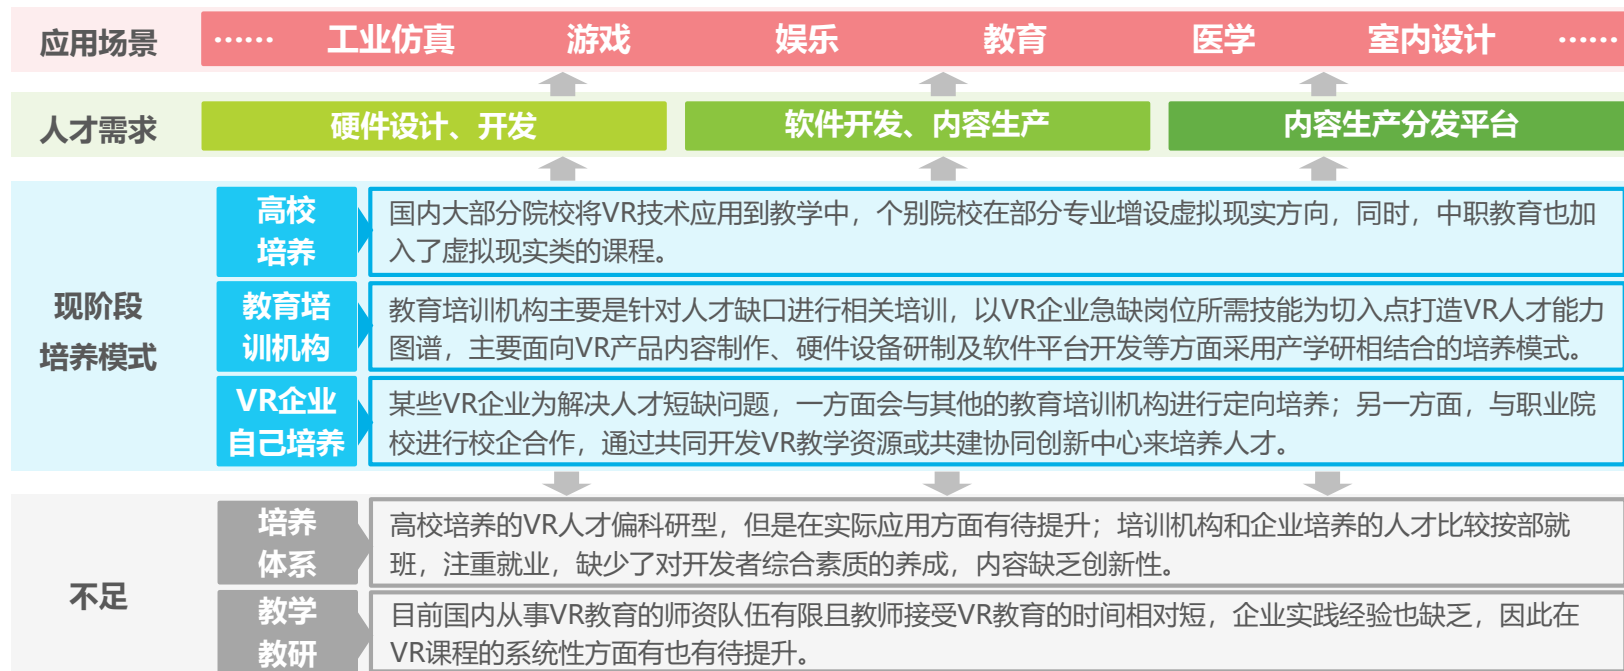 应用场景 …… 工业仿真 游戏 娱乐 教育 医学 室内设计 ……
人才需求 硬件设计、开发 软件开发、内容生产 内容生产分发平台
现阶段
培养模式
高校
培养
国内大部分院校将VR技术应用到教学中，个别院校在部分专业增设虚拟现实方向，同时，中职教育也加
入了虚拟现实类的课程。
教育培
训机构
教育培训机构主要是针对人才缺口进行相关培训，以VR企业急缺岗位所需技能为切入点打造VR人才能力
图谱，主要面向VR产品内容制作、硬件设备研制及软件平台开发等方面采用产学研相结合的培养模式。
VR企业
自己培养
某些VR企业为解决人才短缺问题，一方面会与其他的教育培训机构进行定向培养；另一方面，与职业院
校进行校企合作，通过共同开发VR教学资源或共建协同创新中心来培养人才。
不足
培养
体系
高校培养的VR人才偏科研型，但是在实际应用方面有待提升；培训机构和企业培养的人才比较按部就
班，注重就业，缺少了对开发者综合素质的养成，内容缺乏创新性。
教学
教研
目前国内从事VR教育的师资队伍有限且教师接受VR教育的时间相对短，企业实践经验也缺乏，因此在
VR课程的系统性方面有也有待提升。